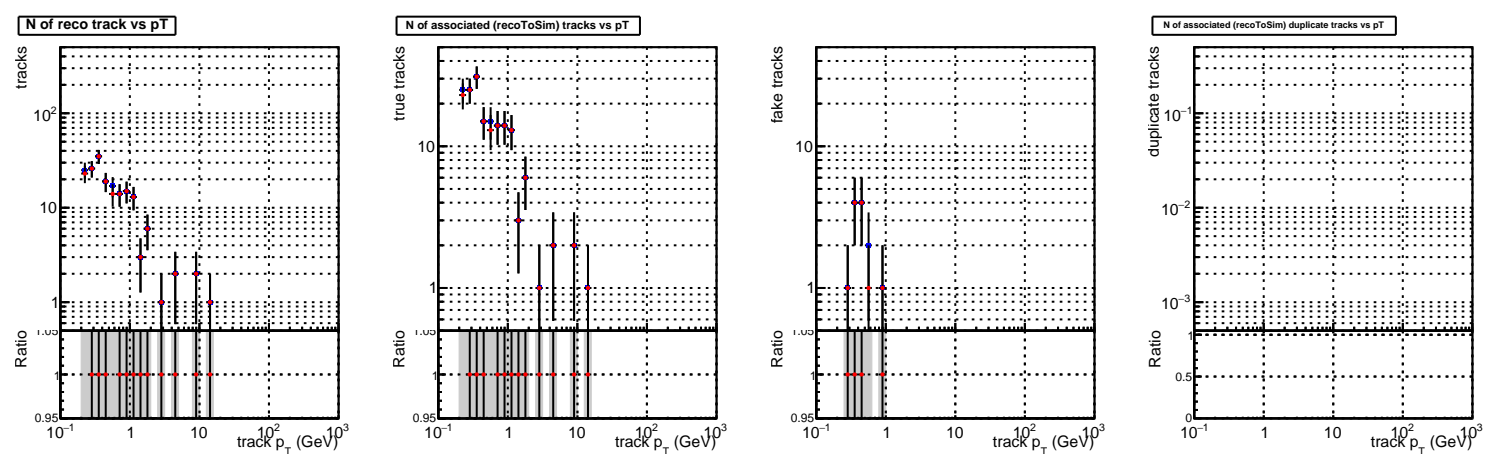 N of reco track vs pT
tracks
10²
10
1
1.05
Ratio
1
0.95
10⁻¹
1
10
10²
10³
track p_T (GeV)
N of associated (recoToSim) tracks vs pT
true tracks
10
1
1.05
Ratio
1
0.95
10⁻¹
1
10
10²
10³
track p_T (GeV)
fake tracks
10
1
1.05
Ratio
1
0.95
10⁻¹
1
10
10²
10³
track p_T (GeV)
N of associated (recoToSim) duplicate tracks vs pT
duplicate tracks
10⁻¹
10⁻²
10⁻³
Ratio
1
0.5
0
10⁻¹
1
10
10²
10³
track p_T (GeV)